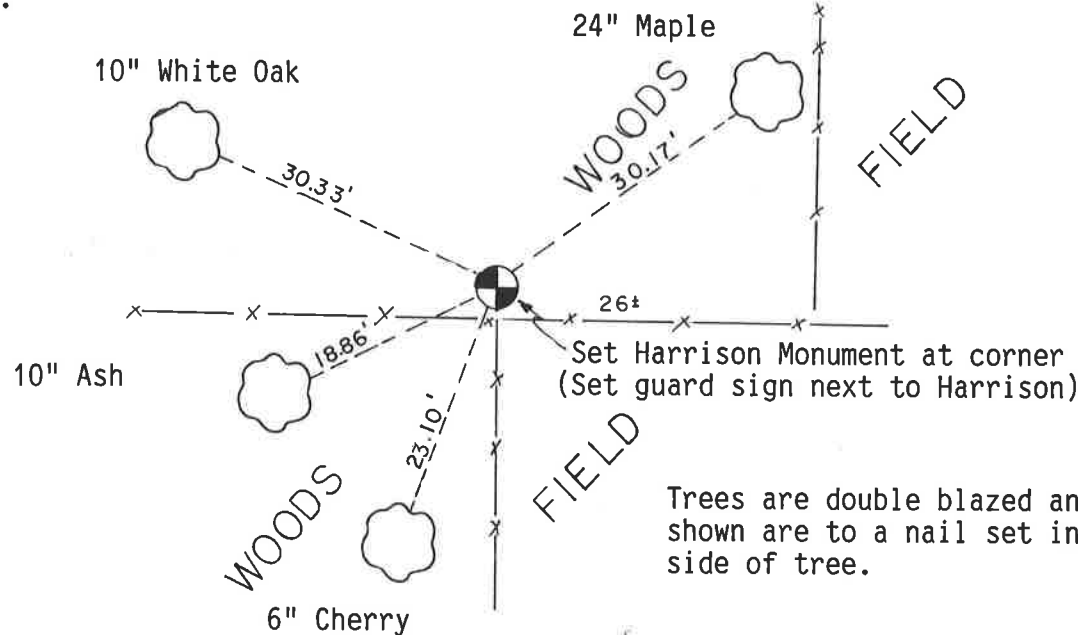 24" Maple
10" White Oak
WOODS
FIELD
30.33'
30.17'
26±
18.86'
Set Harrison Monument at corner
(Set guard sign next to Harrison)
10" Ash
23.10'
FIELD
WOODS
Trees are double blazed an
shown are to a nail set in
side of tree.
6" Cherry